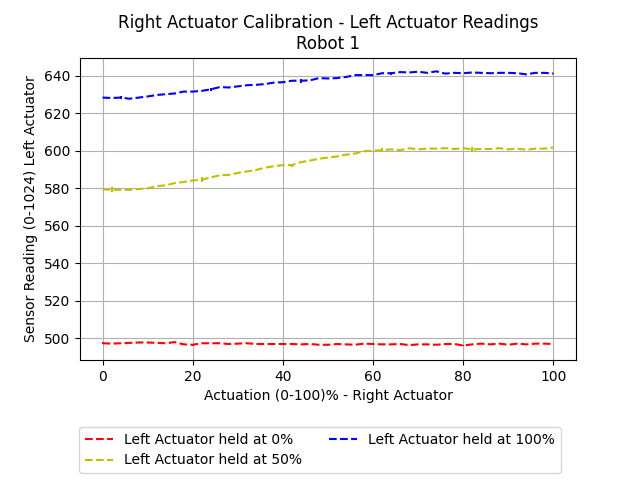 Right Actuator Calibration - Left Actuator Readings
Robot 1
Sensor Reading (0-1024) Left Actuator
640
620
600
580
560
540
520
500
0 20 40 60 80 100
Actuation (0-100)% - Right Actuator
Left Actuator held at 0% Left Actuator held at 100%
Left Actuator held at 50%